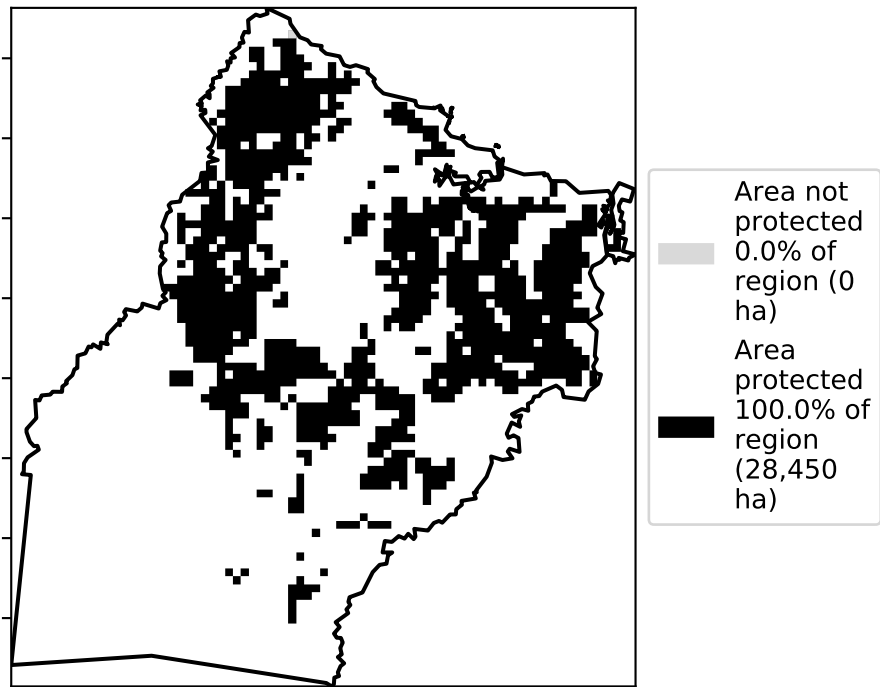 Area not
protected
0.0% of
region (0
ha)
Area
protected
100.0% of
region
(28,450
ha)